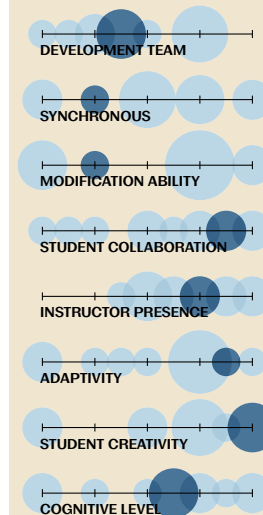 DEVELOPMENT TEAM
SYNCHRONOUS
MODIFICATION ABILITY
STUDENT COLLABORATION
INSTRUCTOR PRESENCE
ADAPTIVITY
STUDENT CREATIVITY
COGNITIVE LEVEL